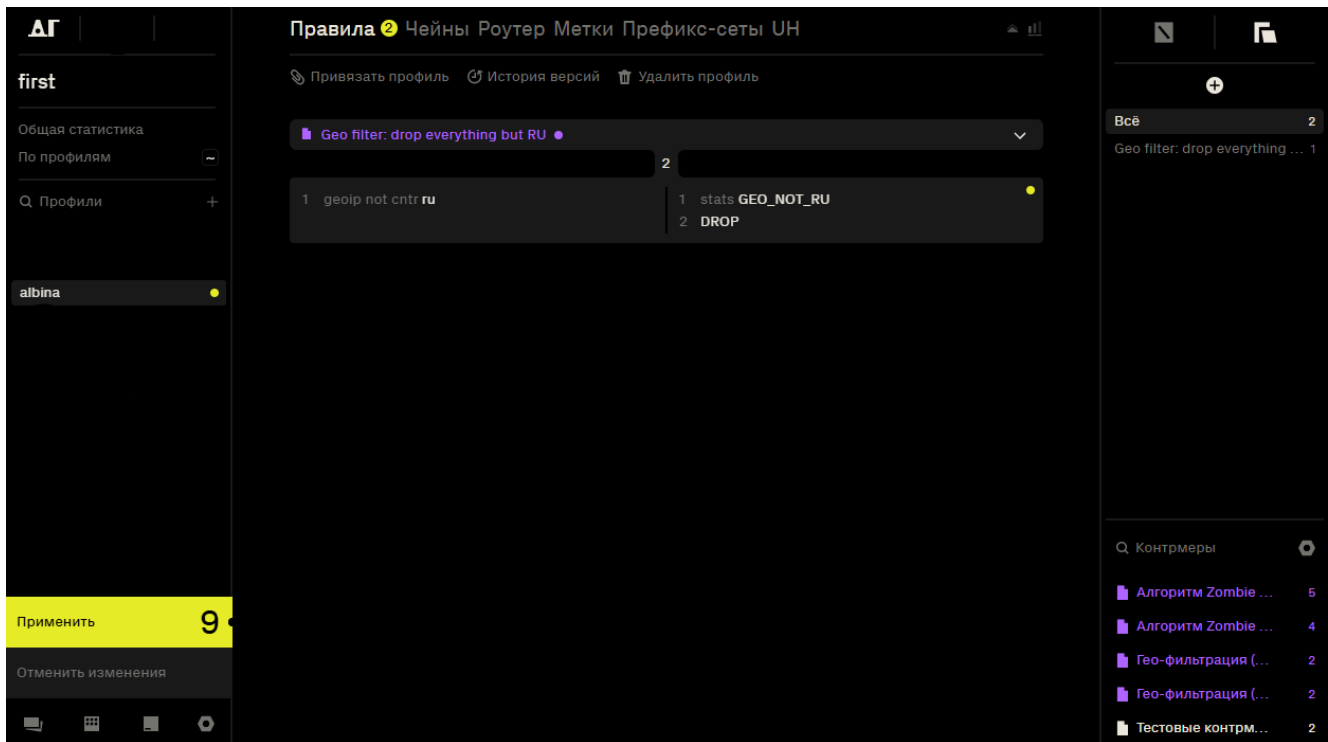 ДГ
first
Общая статистика
По профилям ~
Профили +
albina
Применить 9
Отменить изменения
Правила 2 Чейны Роутер Метки Префикс-сеты UH
Привязать профиль История версий Удалить профиль
Geo filter: drop everything but RU
2
1 geoip not cntr ru
1 stats GEO_NOT_RU
2 DROP
Всё 2
Geo filter: drop everything ... 1
Контрмеры
Алгоритм Zombie ... 5
Алгоритм Zombie ... 4
Гео-фильтрация (... 2
Гео-фильтрация (... 2
Тестовые контрм... 2